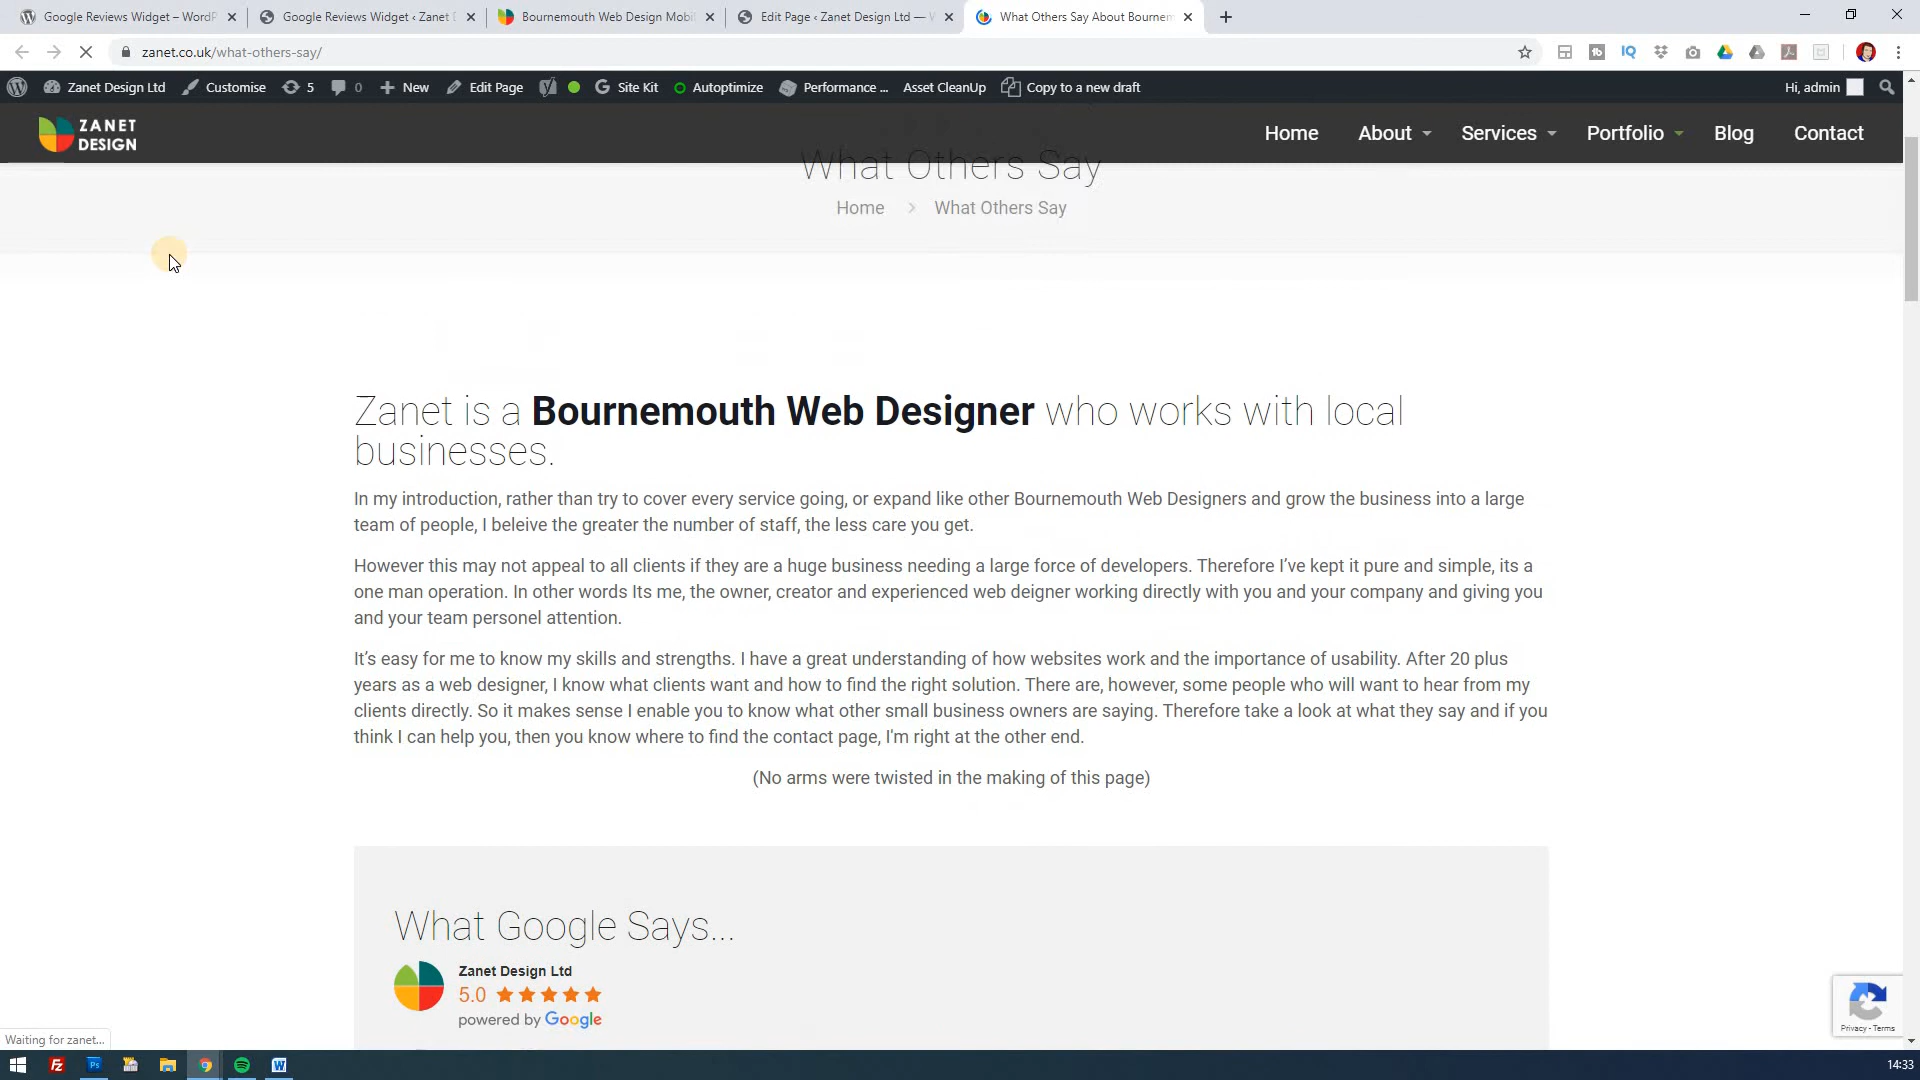 Google Reviews Widget – WordP
Google Reviews Widget ‹ Zanet D
Bournemouth Web Design Mobil
Edit Page ‹ Zanet Design Ltd — W
What Others Say About Bournem
zanet.co.uk/what-others-say/
Zanet Design Ltd
Customise
5
0
New
Edit Page
Site Kit
Autoptimize
Performance ...
Asset CleanUp
Copy to a new draft
Hi, admin
ZANET
DESIGN
Home
About
Services
Portfolio
Blog
Contact
What Others Say
Home > What Others Say
Zanet is a Bournemouth Web Designer who works with local
businesses.
In my introduction, rather than try to cover every service going, or expand like other Bournemouth Web Designers and grow the business into a large
team of people, I beleive the greater the number of staff, the less care you get.
However this may not appeal to all clients if they are a huge business needing a large force of developers. Therefore I’ve kept it pure and simple, its a
one man operation. In other words Its me, the owner, creator and experienced web deigner working directly with you and your company and giving you
and your team personel attention.
It’s easy for me to know my skills and strengths. I have a great understanding of how websites work and the importance of usability. After 20 plus
years as a web designer, I know what clients want and how to find the right solution. There are, however, some people who will want to hear from my
clients directly. So it makes sense I enable you to know what other small business owners are saying. Therefore take a look at what they say and if you
think I can help you, then you know where to find the contact page, I'm right at the other end.
(No arms were twisted in the making of this page)
What Google Says...
Zanet Design Ltd
5.0
powered by Google
Privacy - Terms
Waiting for zanet...
14:33